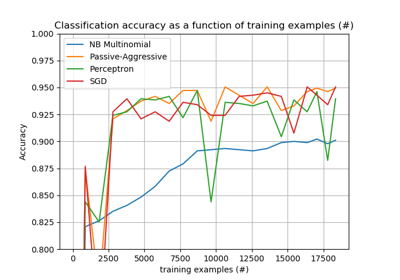 Classification accuracy as a function of training examples (#)
1.000
0.975
0.950
0.925
0.900
0.875
0.850
0.825
0.800
Accuracy
NB Multinomial
Passive-Aggressive
Perceptron
SGD
0 2500 5000 7500 10000 12500 15000 17500
training examples (#)